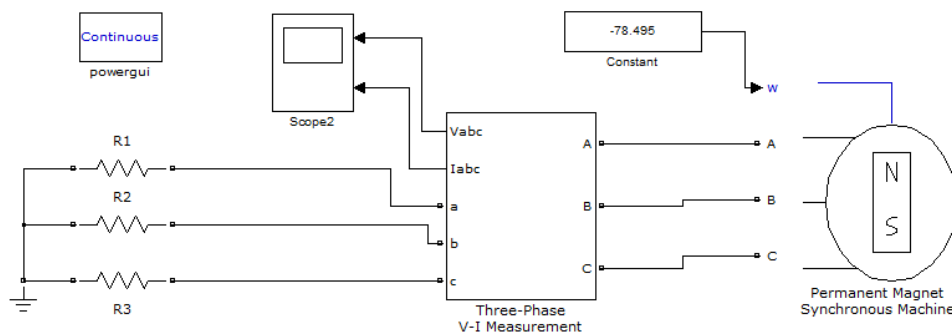 Continuous
powergui
Scope2
-78.495
Constant
w
R1
R2
R3
Vabc
Iabc
a
b
c
A
B
C
Three-Phase
V-I Measurement
A
B
C
N
S
Permanent Magnet
Synchronous Machine